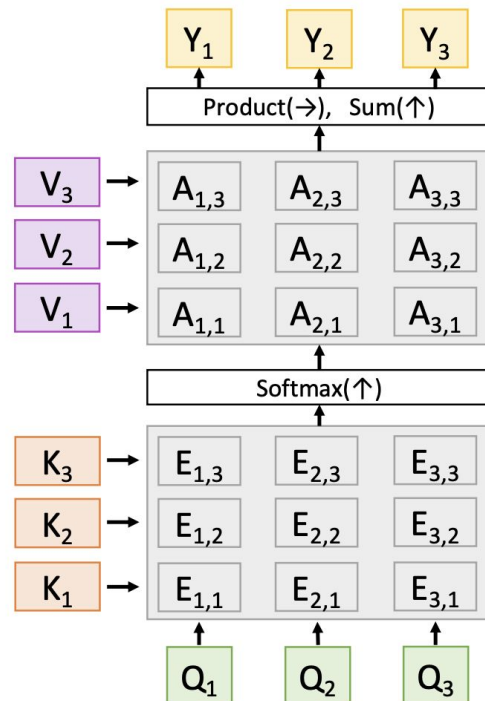 Y₁ Y₂ Y₃
Product(→), Sum(↑)
V₃ A₁,₃ A₂,₃ A₃,₃
V₂ A₁,₂ A₂,₂ A₃,₂
V₁ A₁,₁ A₂,₁ A₃,₁
Softmax(↑)
K₃ E₁,₃ E₂,₃ E₃,₃
K₂ E₁,₂ E₂,₂ E₃,₂
K₁ E₁,₁ E₂,₁ E₃,₁
Q₁ Q₂ Q₃